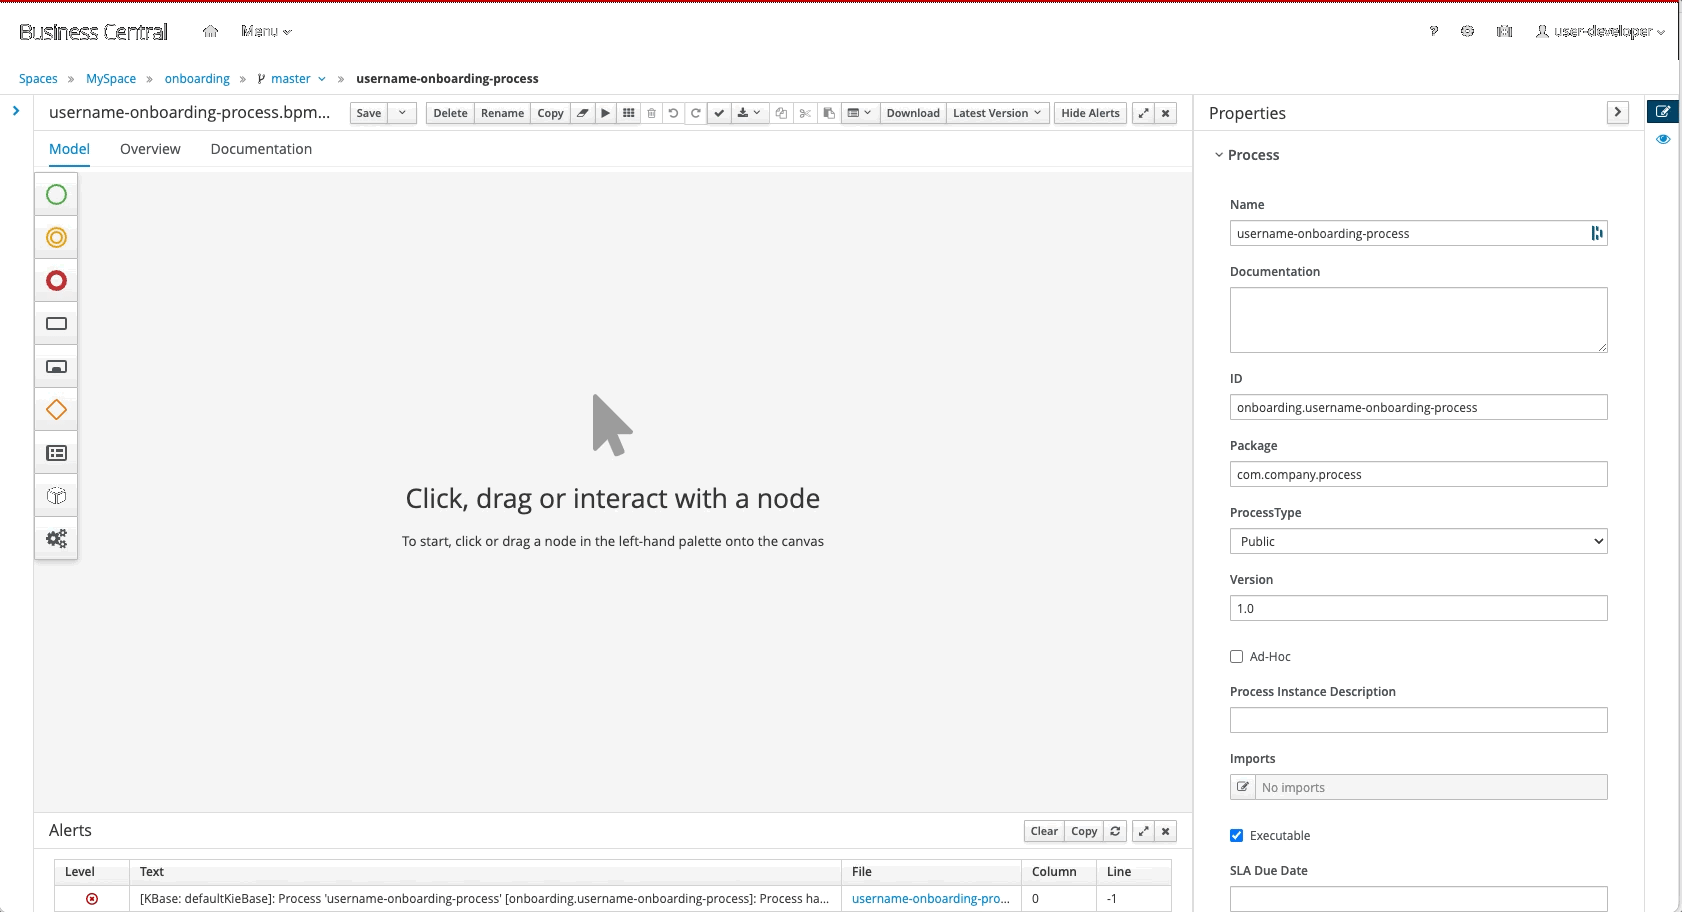 Business Central Menu ? user-developer
Spaces » MySpace » onboarding » master » username-onboarding-process
username-onboarding-process.bpm... Save Delete Rename Copy Download Latest Version Hide Alerts
Model Overview Documentation
Click, drag or interact with a node
To start, click or drag a node in the left-hand palette onto the canvas
Alerts Clear Copy
Level Text File Column Line
[KBase: defaultKieBase]: Process 'username-onboarding-process' [onboarding.username-onboarding-process]: Process ha... username-onboarding-pro... 0 -1
Properties
Process
Name
username-onboarding-process
Documentation
ID
onboarding.username-onboarding-process
Package
com.company.process
ProcessType
Public
Version
1.0
Ad-Hoc
Process Instance Description
Imports
No imports
Executable
SLA Due Date